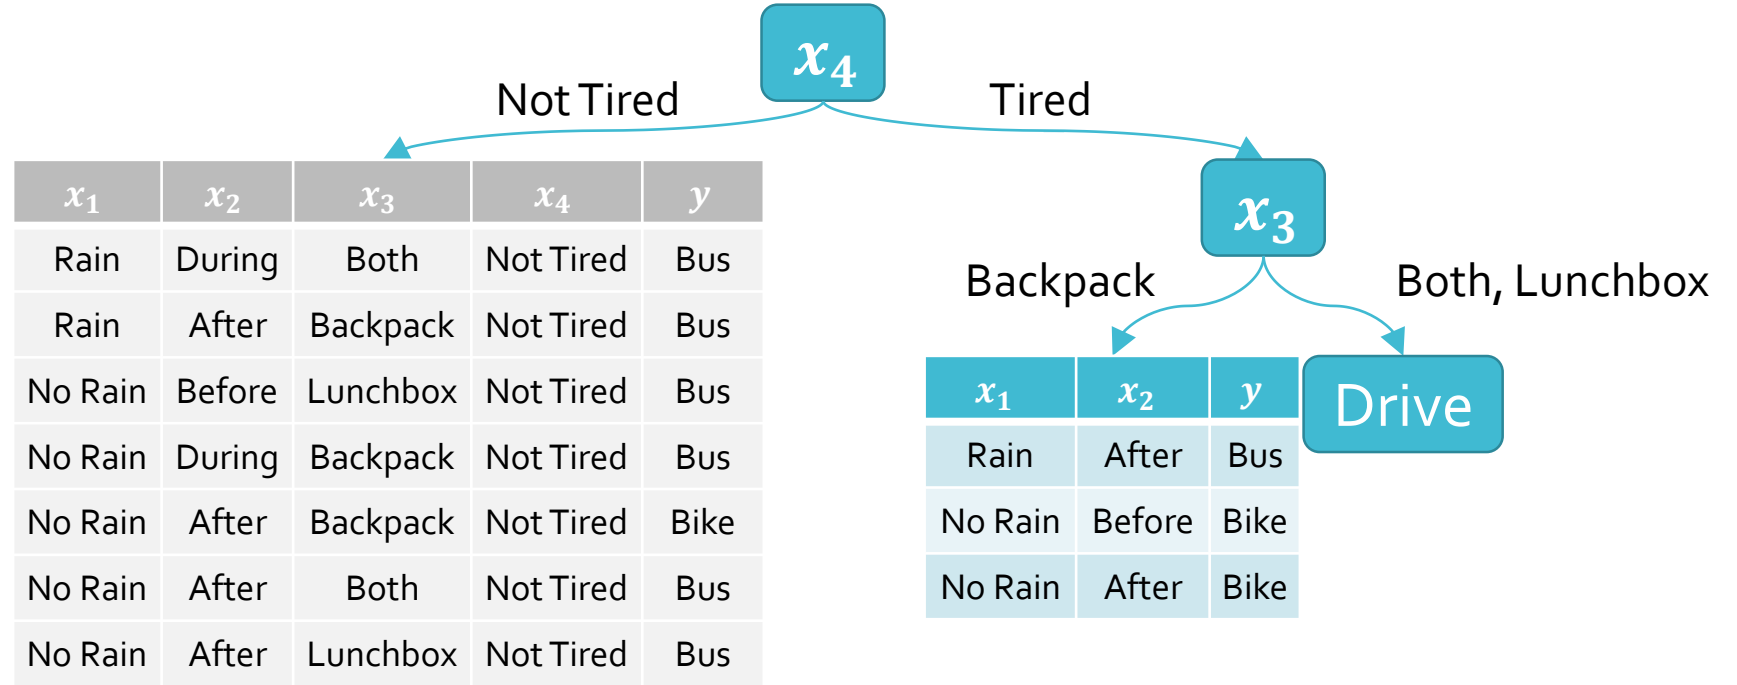 x₄
Not Tired Tired
x₁ x₂ x₃ x₄ y
Rain During Both Not Tired Bus
Rain After Backpack Not Tired Bus
No Rain Before Lunchbox Not Tired Bus
No Rain During Backpack Not Tired Bus
No Rain After Backpack Not Tired Bike
No Rain After Both Not Tired Bus
No Rain After Lunchbox Not Tired Bus
x₃
Backpack Both, Lunchbox
x₁ x₂ y
Rain After Bus
No Rain Before Bike
No Rain After Bike
Drive